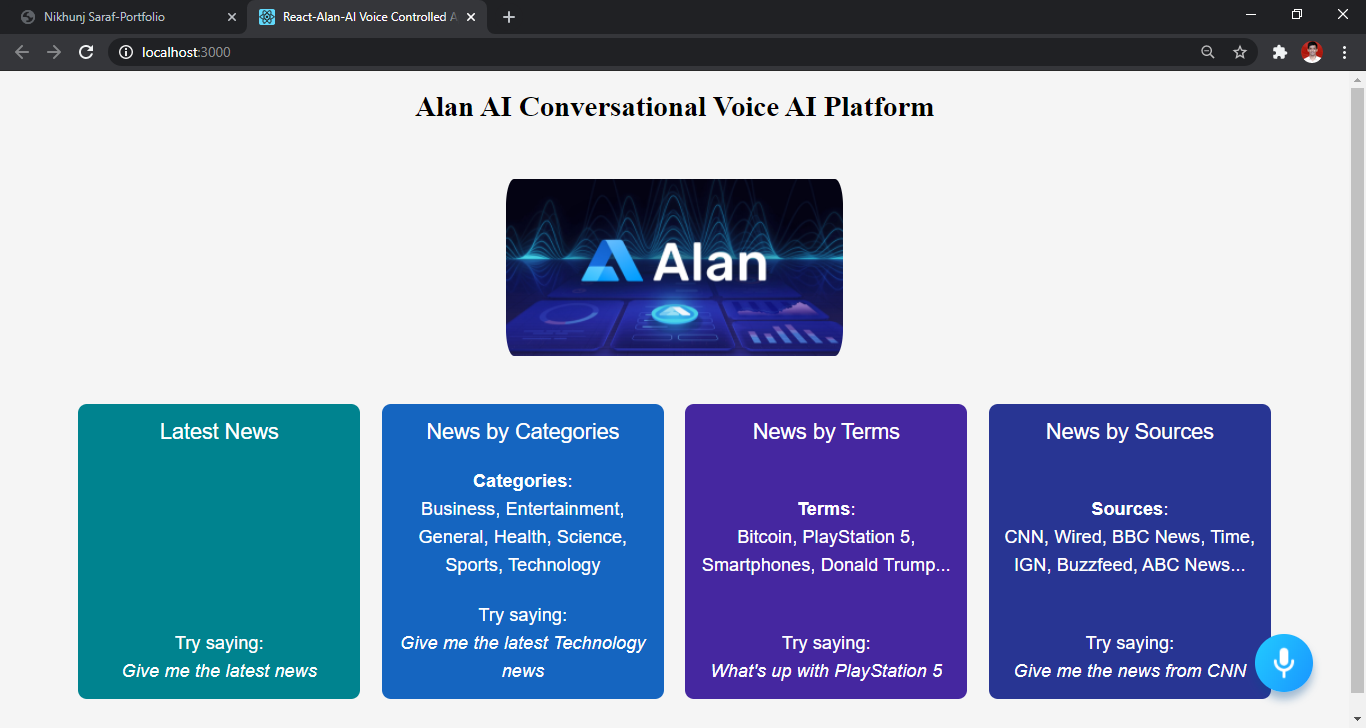 Nikhunj Saraf-Portfolio
React-Alan-AI Voice Controlled A
localhost:3000
Alan AI Conversational Voice AI Platform
Alan
Latest News
Try saying:
Give me the latest news
News by Categories
Categories:
Business, Entertainment,
General, Health, Science,
Sports, Technology
Try saying:
Give me the latest Technology
news
News by Terms
Terms:
Bitcoin, PlayStation 5,
Smartphones, Donald Trump...
Try saying:
What's up with PlayStation 5
News by Sources
Sources:
CNN, Wired, BBC News, Time,
IGN, Buzzfeed, ABC News...
Try saying:
Give me the news from CNN